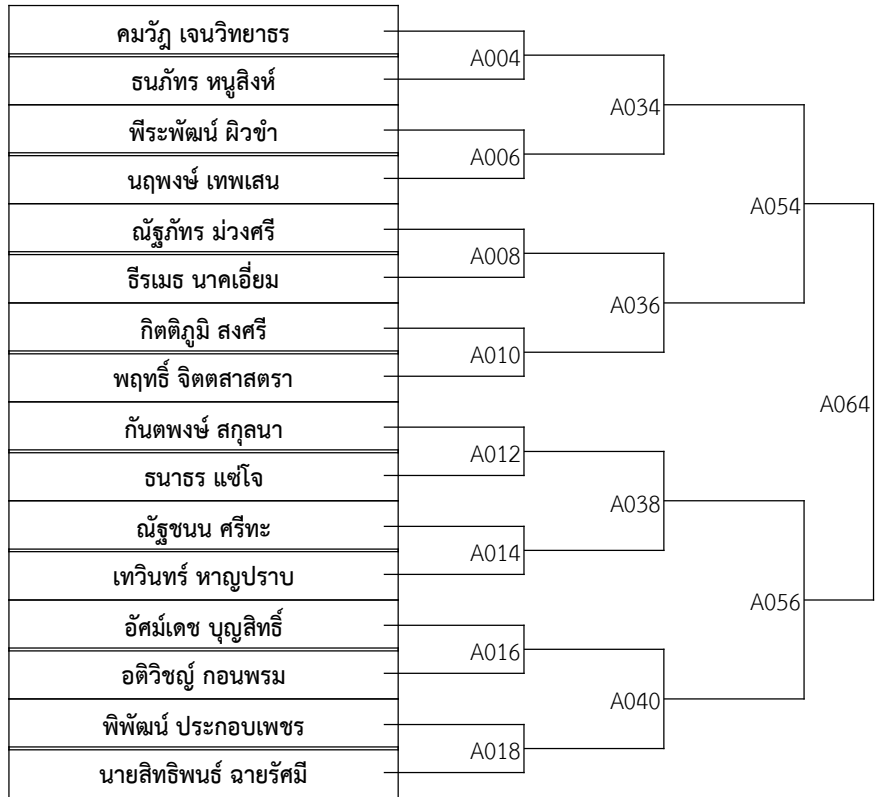 คมวัฎ เจนวิทยาธร
A004
ธนภัทร หนูสิงห์
A034
พีระพัฒน์ ผิวขำ
A006
นฤพงษ์ เทพเสน
A054
ณัฐภัทร ม่วงศรี
A008
ธีรเมธ นาคเอี่ยม
A036
กิตติภูมิ สงศรี
A010
พฤทธิ์ จิตตสาสตรา
A064
กันตพงษ์ สกุลนา
A012
ธนาธร แซ่โจ
A038
ณัฐชนน ศรีทะ
A014
เทวินทร์ หาญปราบ
A056
อัศม์เดช บุญสิทธิ์
A016
อติวิชญ์ กอนพรม
A040
พิพัฒน์ ประกอบเพชร
A018
นายสิทธิพนธ์ ฉายรัศมี